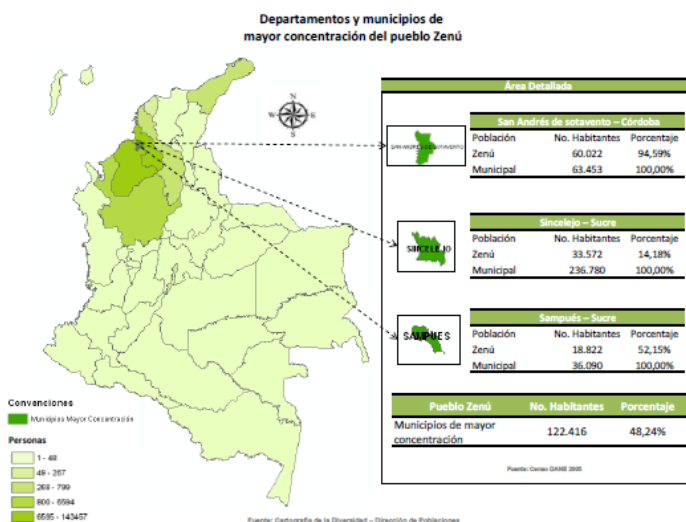 Departamentos y municipios de
mayor concentración del pueblo Zenú
Área Detallada
N
W E
S
SAN ANDRES DE SOTAVENTO
San Andrés de sotavento – Córdoba
Población No. Habitantes Porcentaje
Zenú 60.022 94,59%
Municipal 63.453 100,00%
SINCELEJO
Sincelejo – Sucre
Población No. Habitantes Porcentaje
Zenú 33.572 14,18%
Municipal 236.780 100,00%
SAMPUES
Sampués – Sucre
Población No. Habitantes Porcentaje
Zenú 18.822 52,15%
Municipal 36.090 100,00%
Pueblo Zenú No. Habitantes Porcentaje
Municipios de mayor
concentración 122.416 48,24%
Fuente: Censo DANE 2005
Convenciones
Municipios Mayor Concentración
Personas
1 - 48
49 - 267
268 - 799
800 - 6594
6595 - 143457
Fuente: Cartografía de la Diversidad – Dirección de Poblaciones